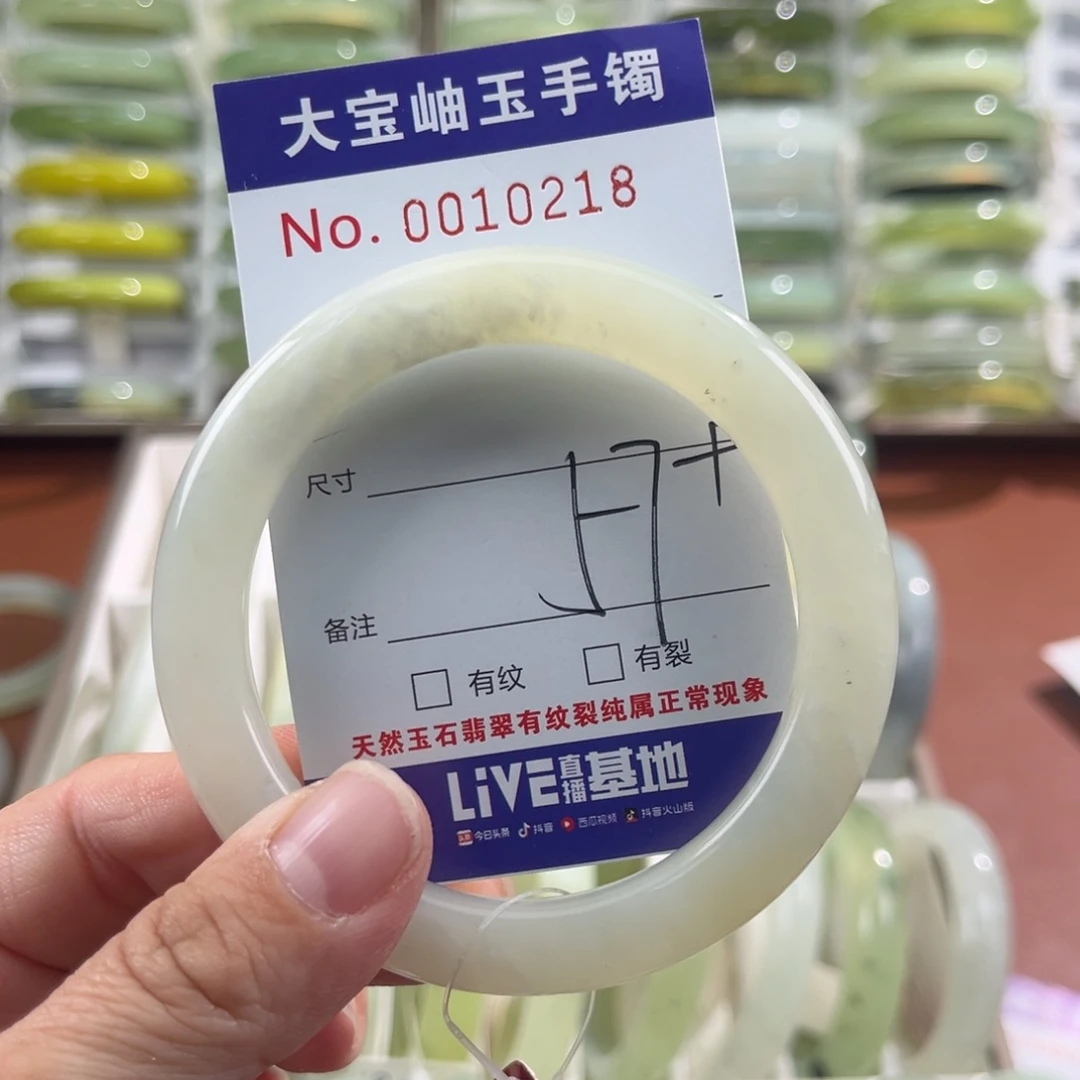 大宝岫玉手镯
No. 0010218
尺寸 57+
备注
有纹 有裂
天然玉石翡翠有纹裂纯属正常现象
LiVE直播基地
头条 今日头条 抖音 西瓜视频 抖音火山版